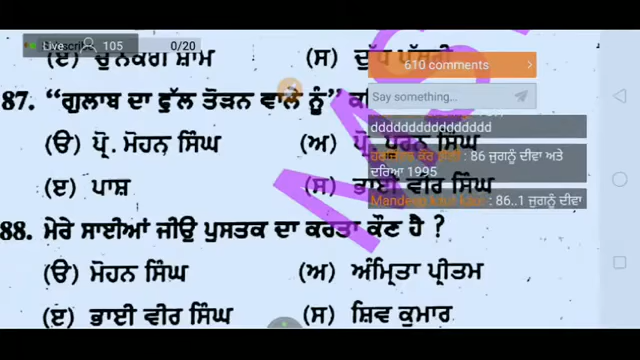 Live 105 0/20
(ੲ) ਚੁਨਕਰੀ ਸ਼ਾਮ (ਸ) ਦੁੱਧ
610 comments
87. “ਗੁਲਾਬ ਦਾ ਫੁੱਲ ਤੋੜਨ ਵਾਲੇ ਨੂੰ”
Say something...
dddddddddddddddd
(ੳ) ਪ੍ਰੋ. ਮੋਹਨ ਸਿੰਘ (ਅ) ਪ੍ਰੋ. ਪੂਰਨ ਸਿੰਘ
: 86 ਜੁਗਨੂੰ ਦੀਵਾ ਅਤੇ
ਦਰਿਆ 1995
(ੲ) ਪਾਸ਼ (ਸ) ਭਾਈ ਵੀਰ ਸਿੰਘ
Mandeep kaur : 86..1 ਜੁਗਨੂੰ ਦੀਵਾ
88. ਮੇਰੇ ਸਾਈਆਂ ਜੀਉ ਪੁਸਤਕ ਦਾ ਕਰਤਾ ਕੌਣ ਹੈ ?
(ੳ) ਮੋਹਨ ਸਿੰਘ (ਅ) ਅੰਮ੍ਰਿਤਾ ਪ੍ਰੀਤਮ
(ੲ) ਭਾਈ ਵੀਰ ਸਿੰਘ (ਸ) ਸ਼ਿਵ ਕੁਮਾਰ